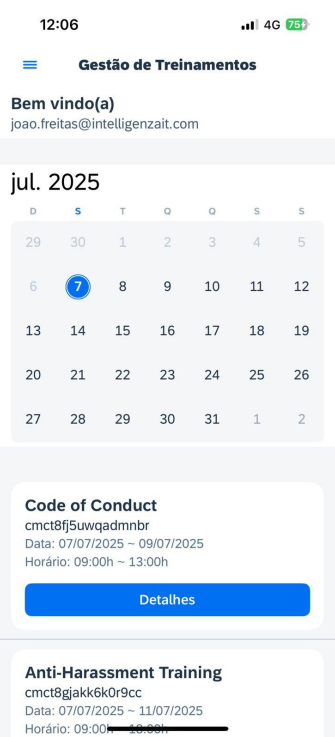 12:06
4G 75
Gestão de Treinamentos
Bem vindo(a)
joao.freitas@intelligenzait.com
jul. 2025
D S T Q Q S S
29 30 1 2 3 4 5
6 7 8 9 10 11 12
13 14 15 16 17 18 19
20 21 22 23 24 25 26
27 28 29 30 31 1 2
Code of Conduct
cmct8fj5uwqadmnbr
Data: 07/07/2025 ~ 09/07/2025
Horário: 09:00h ~ 13:00h
Detalhes
Anti-Harassment Training
cmct8gjakk6k0r9cc
Data: 07/07/2025 ~ 11/07/2025
Horário: 09:00h